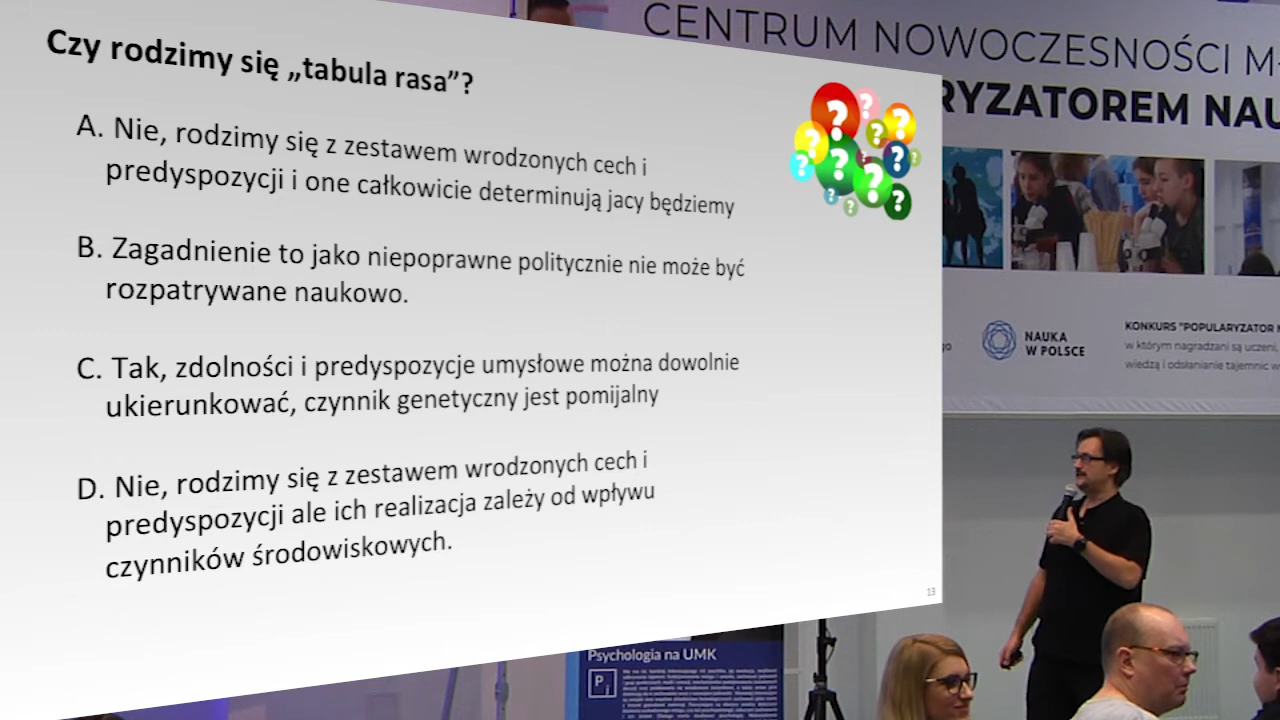 Czy rodzimy się „tabula rasa”?
A. Nie, rodzimy się z zestawem wrodzonych cech i
predyspozycji i one całkowicie determinują jacy będziemy
B. Zagadnienie to jako niepoprawne politycznie nie może być
rozpatrywane naukowo.
C. Tak, zdolności i predyspozycje umysłowe można dowolnie
ukierunkować, czynnik genetyczny jest pomijalny
D. Nie, rodzimy się z zestawem wrodzonych cech i
predyspozycji ale ich realizacja zależy od wpływu
czynników środowiskowych.
13
CENTRUM NOWOCZESNOŚCI
NAU
NAUKA
W POLSCE
KONKURS "POPULARYZATOR
w którym nagradzani są uczeni,
wiedzą i odsłanianie tajemnic
Psychologia na UMK